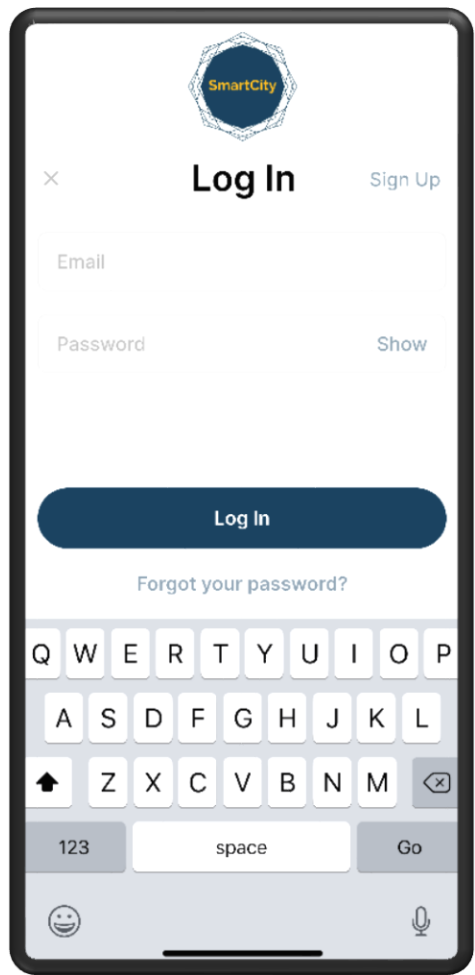 SmartCity
Log In Sign Up
Email
Password Show
Log In
Forgot your password?
Q W E R T Y U I O P
A S D F G H J K L
Z X C V B N M
123 space Go